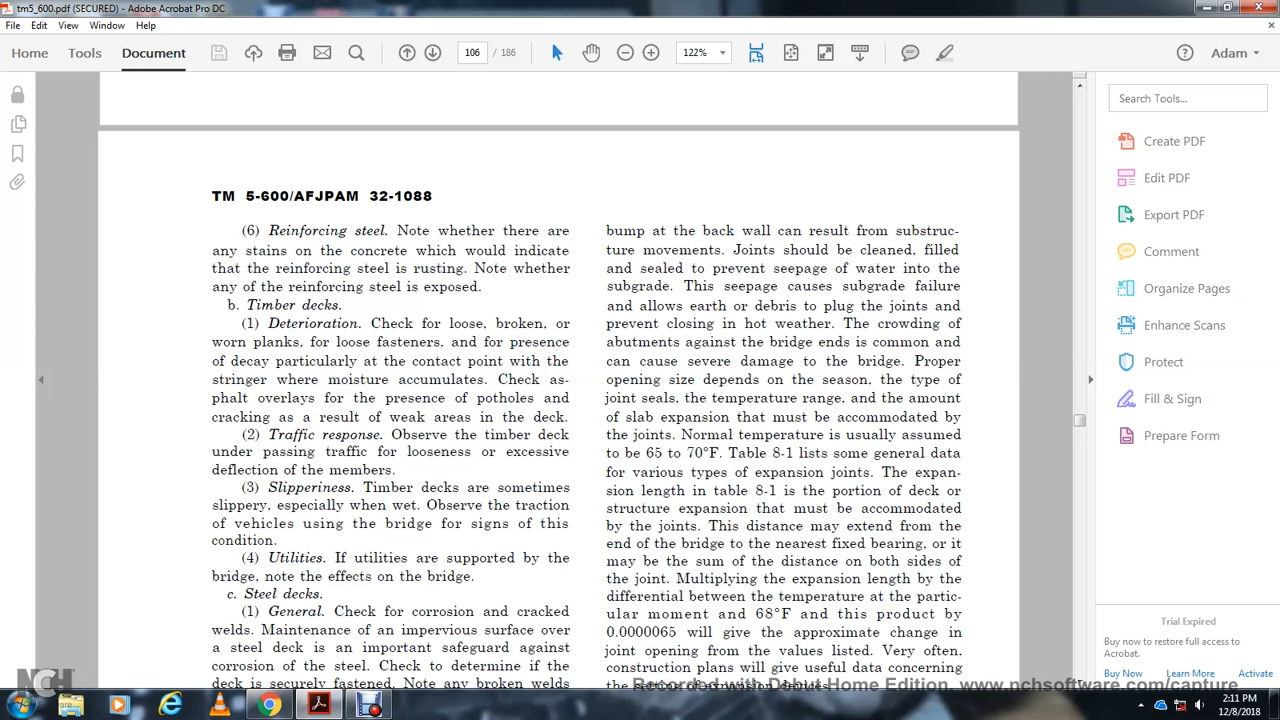 tm5_600.pdf (SECURED) - Adobe Acrobat Pro DC
File Edit View Window Help
Home Tools Document 106 / 186 122% Adam
Search Tools...
Create PDF
Edit PDF
Export PDF
Comment
Organize Pages
Enhance Scans
Protect
Fill & Sign
Prepare Form
Trial Expired
Buy now to restore full access to
Acrobat.
Buy Now Learn More Activate
TM 5-600/AFJPAM 32-1088
(6) Reinforcing steel. Note whether there are
any stains on the concrete which would indicate
that the reinforcing steel is rusting. Note whether
any of the reinforcing steel is exposed.
b. Timber decks.
(1) Deterioration. Check for loose, broken, or
worn planks, for loose fasteners, and for presence
of decay particularly at the contact point with the
stringer where moisture accumulates. Check as-
phalt overlays for the presence of potholes and
cracking as a result of weak areas in the deck.
(2) Traffic response. Observe the timber deck
under passing traffic for looseness or excessive
deflection of the members.
(3) Slipperiness. Timber decks are sometimes
slippery, especially when wet. Observe the traction
of vehicles using the bridge for signs of this
condition.
(4) Utilities. If utilities are supported by the
bridge, note the effects on the bridge.
c. Steel decks.
(1) General. Check for corrosion and cracked
welds. Maintenance of an impervious surface over
a steel deck is an important safeguard against
corrosion of the steel. Check to determine if the
deck is securely fastened. Note any broken welds
bump at the back wall can result from substruc-
ture movements. Joints should be cleaned, filled
and sealed to prevent seepage of water into the
subgrade. This seepage causes subgrade failure
and allows earth or debris to plug the joints and
prevent closing in hot weather. The crowding of
abutments against the bridge ends is common and
can cause severe damage to the bridge. Proper
opening size depends on the season, the type of
joint seals, the temperature range, and the amount
of slab expansion that must be accommodated by
the joints. Normal temperature is usually assumed
to be 65 to 70°F. Table 8-1 lists some general data
for various types of expansion joints. The expan-
sion length in table 8-1 is the portion of deck or
structure expansion that must be accommodated
by the joints. This distance may extend from the
end of the bridge to the nearest fixed bearing, or it
may be the sum of the distance on both sides of
the joint. Multiplying the expansion length by the
differential between the temperature at the partic-
ular moment and 68°F and this product by
0.0000065 will give the approximate change in
joint opening from the values listed. Very often,
construction plans will give useful data concerning
NCH
Recorded with Debut Home Edition. www.nchsoftware.com/capture
2:11 PM
12/8/2018